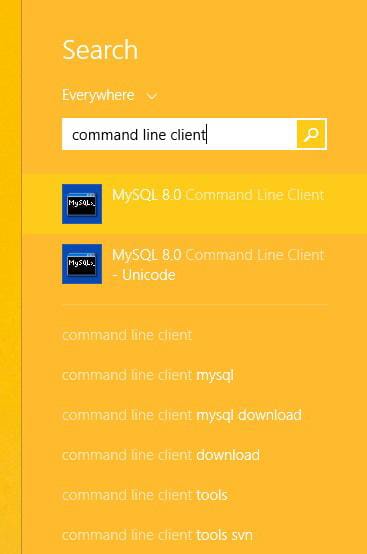 Search
Everywhere
command line client
MySQL 8.0 Command Line Client
MySQL 8.0 Command Line Client
- Unicode
command line client
command line client mysql
command line client mysql download
command line client download
command line client tools
command line client tools svn